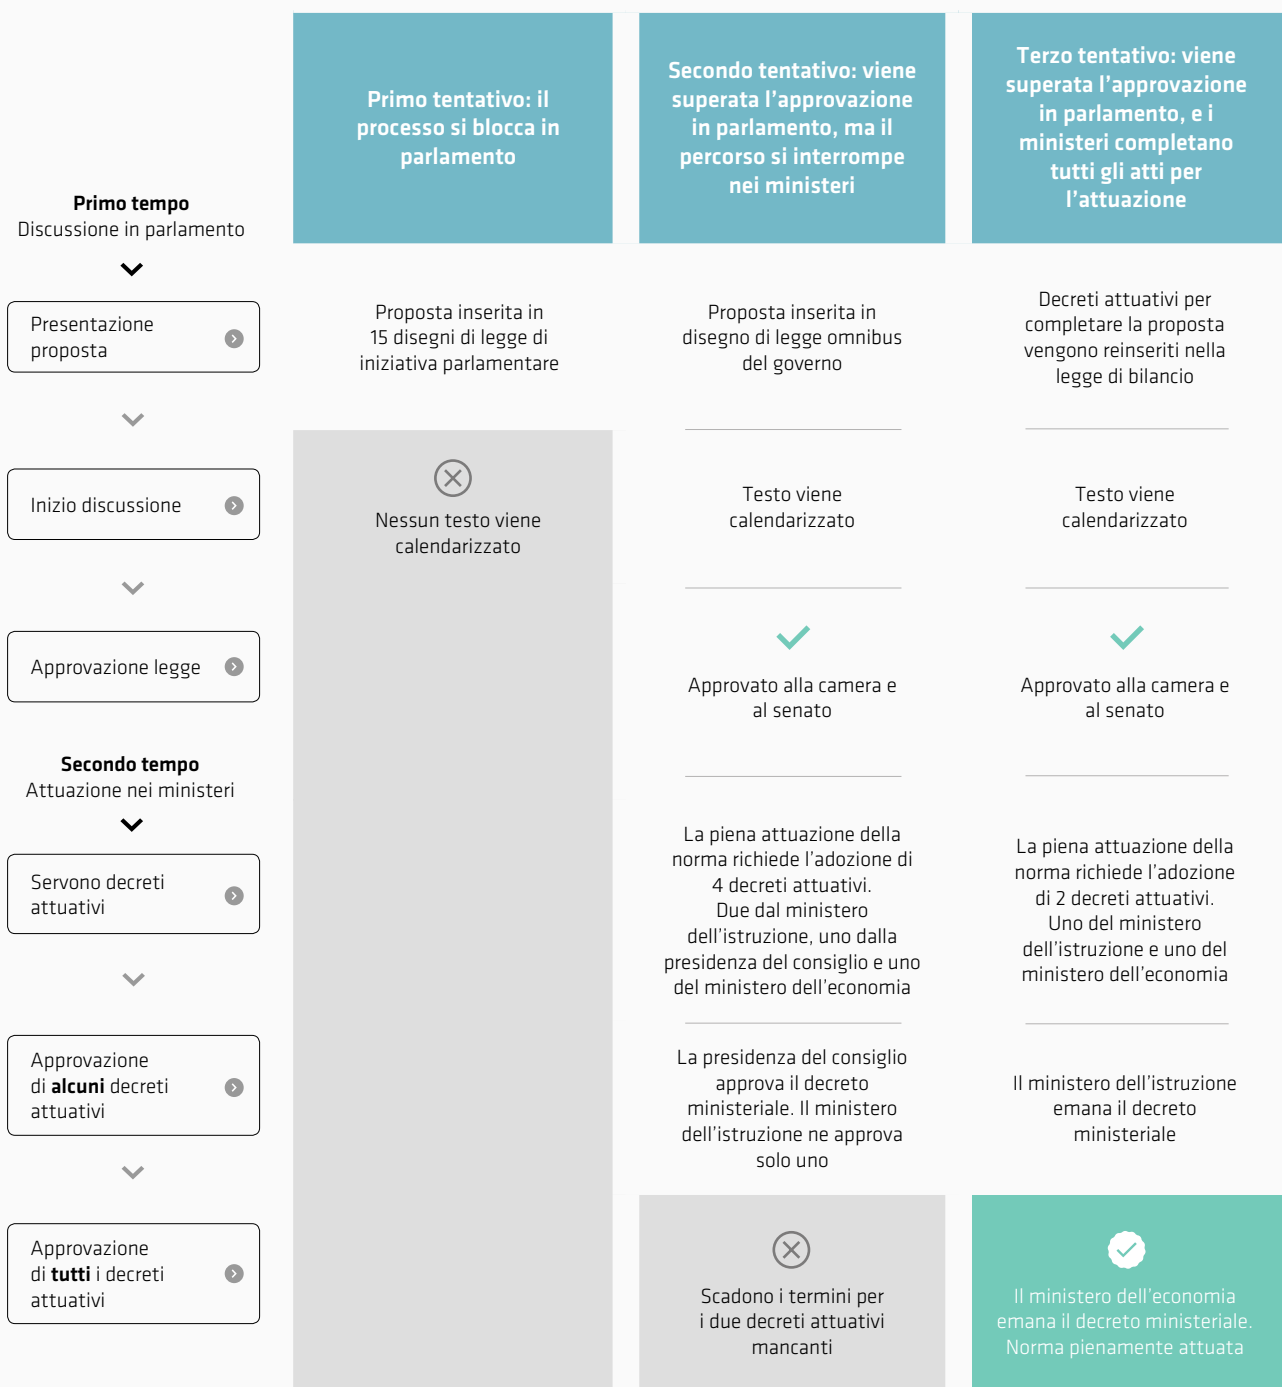 Primo tentativo: il
processo si blocca in
parlamento
Secondo tentativo: viene
superata l'approvazione
in parlamento, ma il
percorso si interrompe
nei ministeri
Terzo tentativo: viene
superata l'approvazione
in parlamento, e i
ministeri completano
tutti gli atti per
l'attuazione
Primo tempo
Discussione in parlamento
Presentazione
proposta
Proposta inserita in
15 disegni di legge di
iniziativa parlamentare
Proposta inserita in
disegno di legge omnibus
del governo
Decreti attuativi per
completare la proposta
vengono reinseriti nella
legge di bilancio
Inizio discussione
Nessun testo viene
calendarizzato
Testo viene
calendarizzato
Testo viene
calendarizzato
Approvazione legge
Approvato alla camera e
al senato
Approvato alla camera e
al senato
Secondo tempo
Attuazione nei ministeri
Servono decreti
attuativi
La piena attuazione della
norma richiede l'adozione di
4 decreti attuativi.
Due dal ministero
dell'istruzione, uno dalla
presidenza del consiglio e uno
del ministero dell'economia
La piena attuazione della
norma richiede l'adozione
di 2 decreti attuativi.
Uno del ministero
dell'istruzione e uno del
ministero dell'economia
Approvazione
di alcuni decreti
attuativi
La presidenza del consiglio
approva il decreto
ministeriale. Il ministero
dell'istruzione ne approva
solo uno
Il ministero dell'istruzione
emana il decreto
ministeriale
Approvazione
di tutti i decreti
attuativi
Scadono i termini per
i due decreti attuativi
mancanti
Il ministero dell'economia
emana il decreto ministeriale.
Norma pienamente attuata